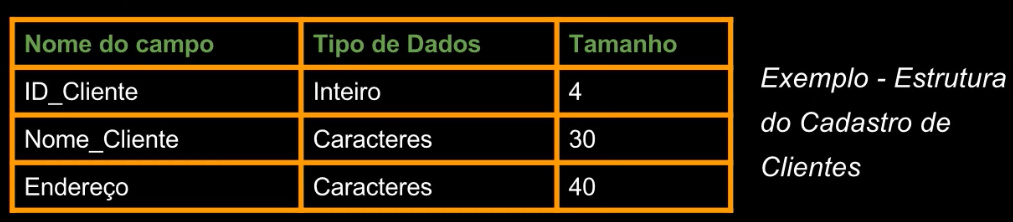 Nome do campo Tipo de Dados Tamanho
ID_Cliente Inteiro 4
Nome_Cliente Caracteres 30
Endereço Caracteres 40
Exemplo - Estrutura
do Cadastro de
Clientes